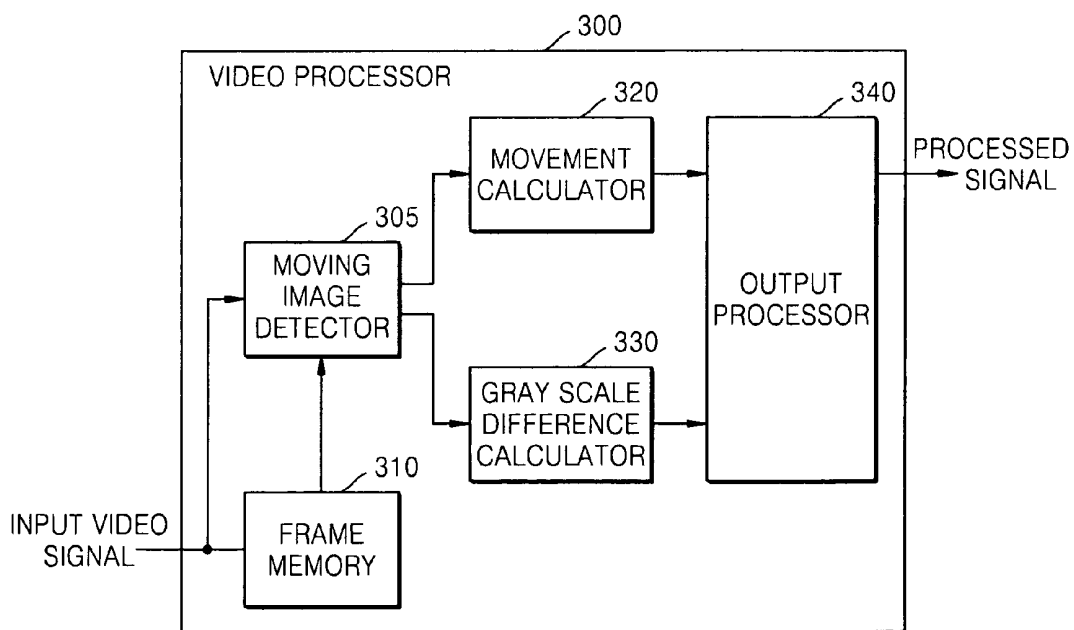 300
VIDEO PROCESSOR
320
MOVEMENT
CALCULATOR
340
OUTPUT
PROCESSOR
PROCESSED
SIGNAL
305
MOVING
IMAGE
DETECTOR
330
GRAY SCALE
DIFFERENCE
CALCULATOR
310
FRAME
MEMORY
INPUT VIDEO
SIGNAL